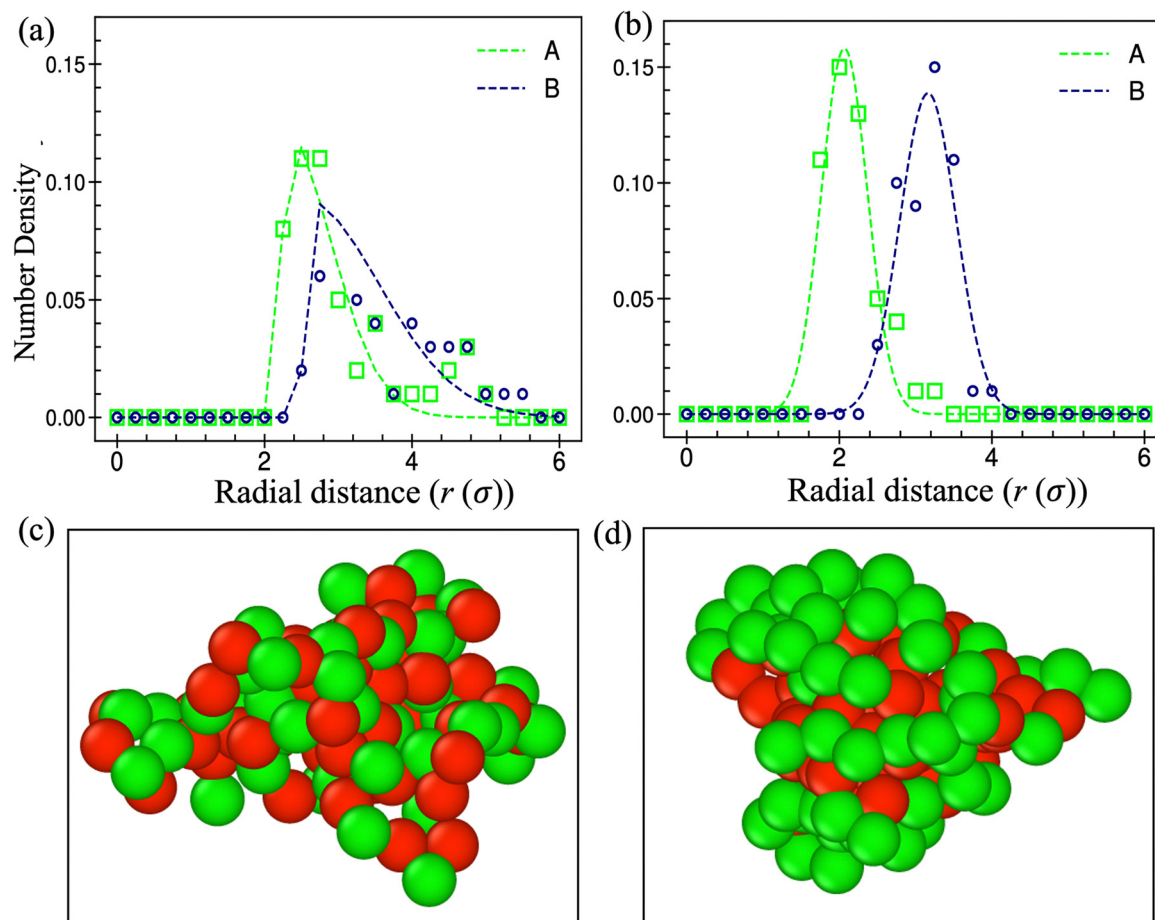 (a)
Number Density
0.15
0.10
0.05
0.00
A
B
0
2
4
6
Radial distance (r (σ))
(b)
0.15
0.10
0.05
0.00
A
B
0
2
4
6
Radial distance (r (σ))
(c)
(d)